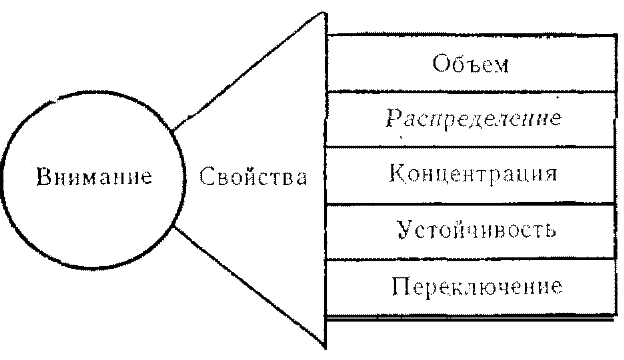 Внимание
Свойства
Объем
Распределение
Концентрация
Устойчивость
Переключение